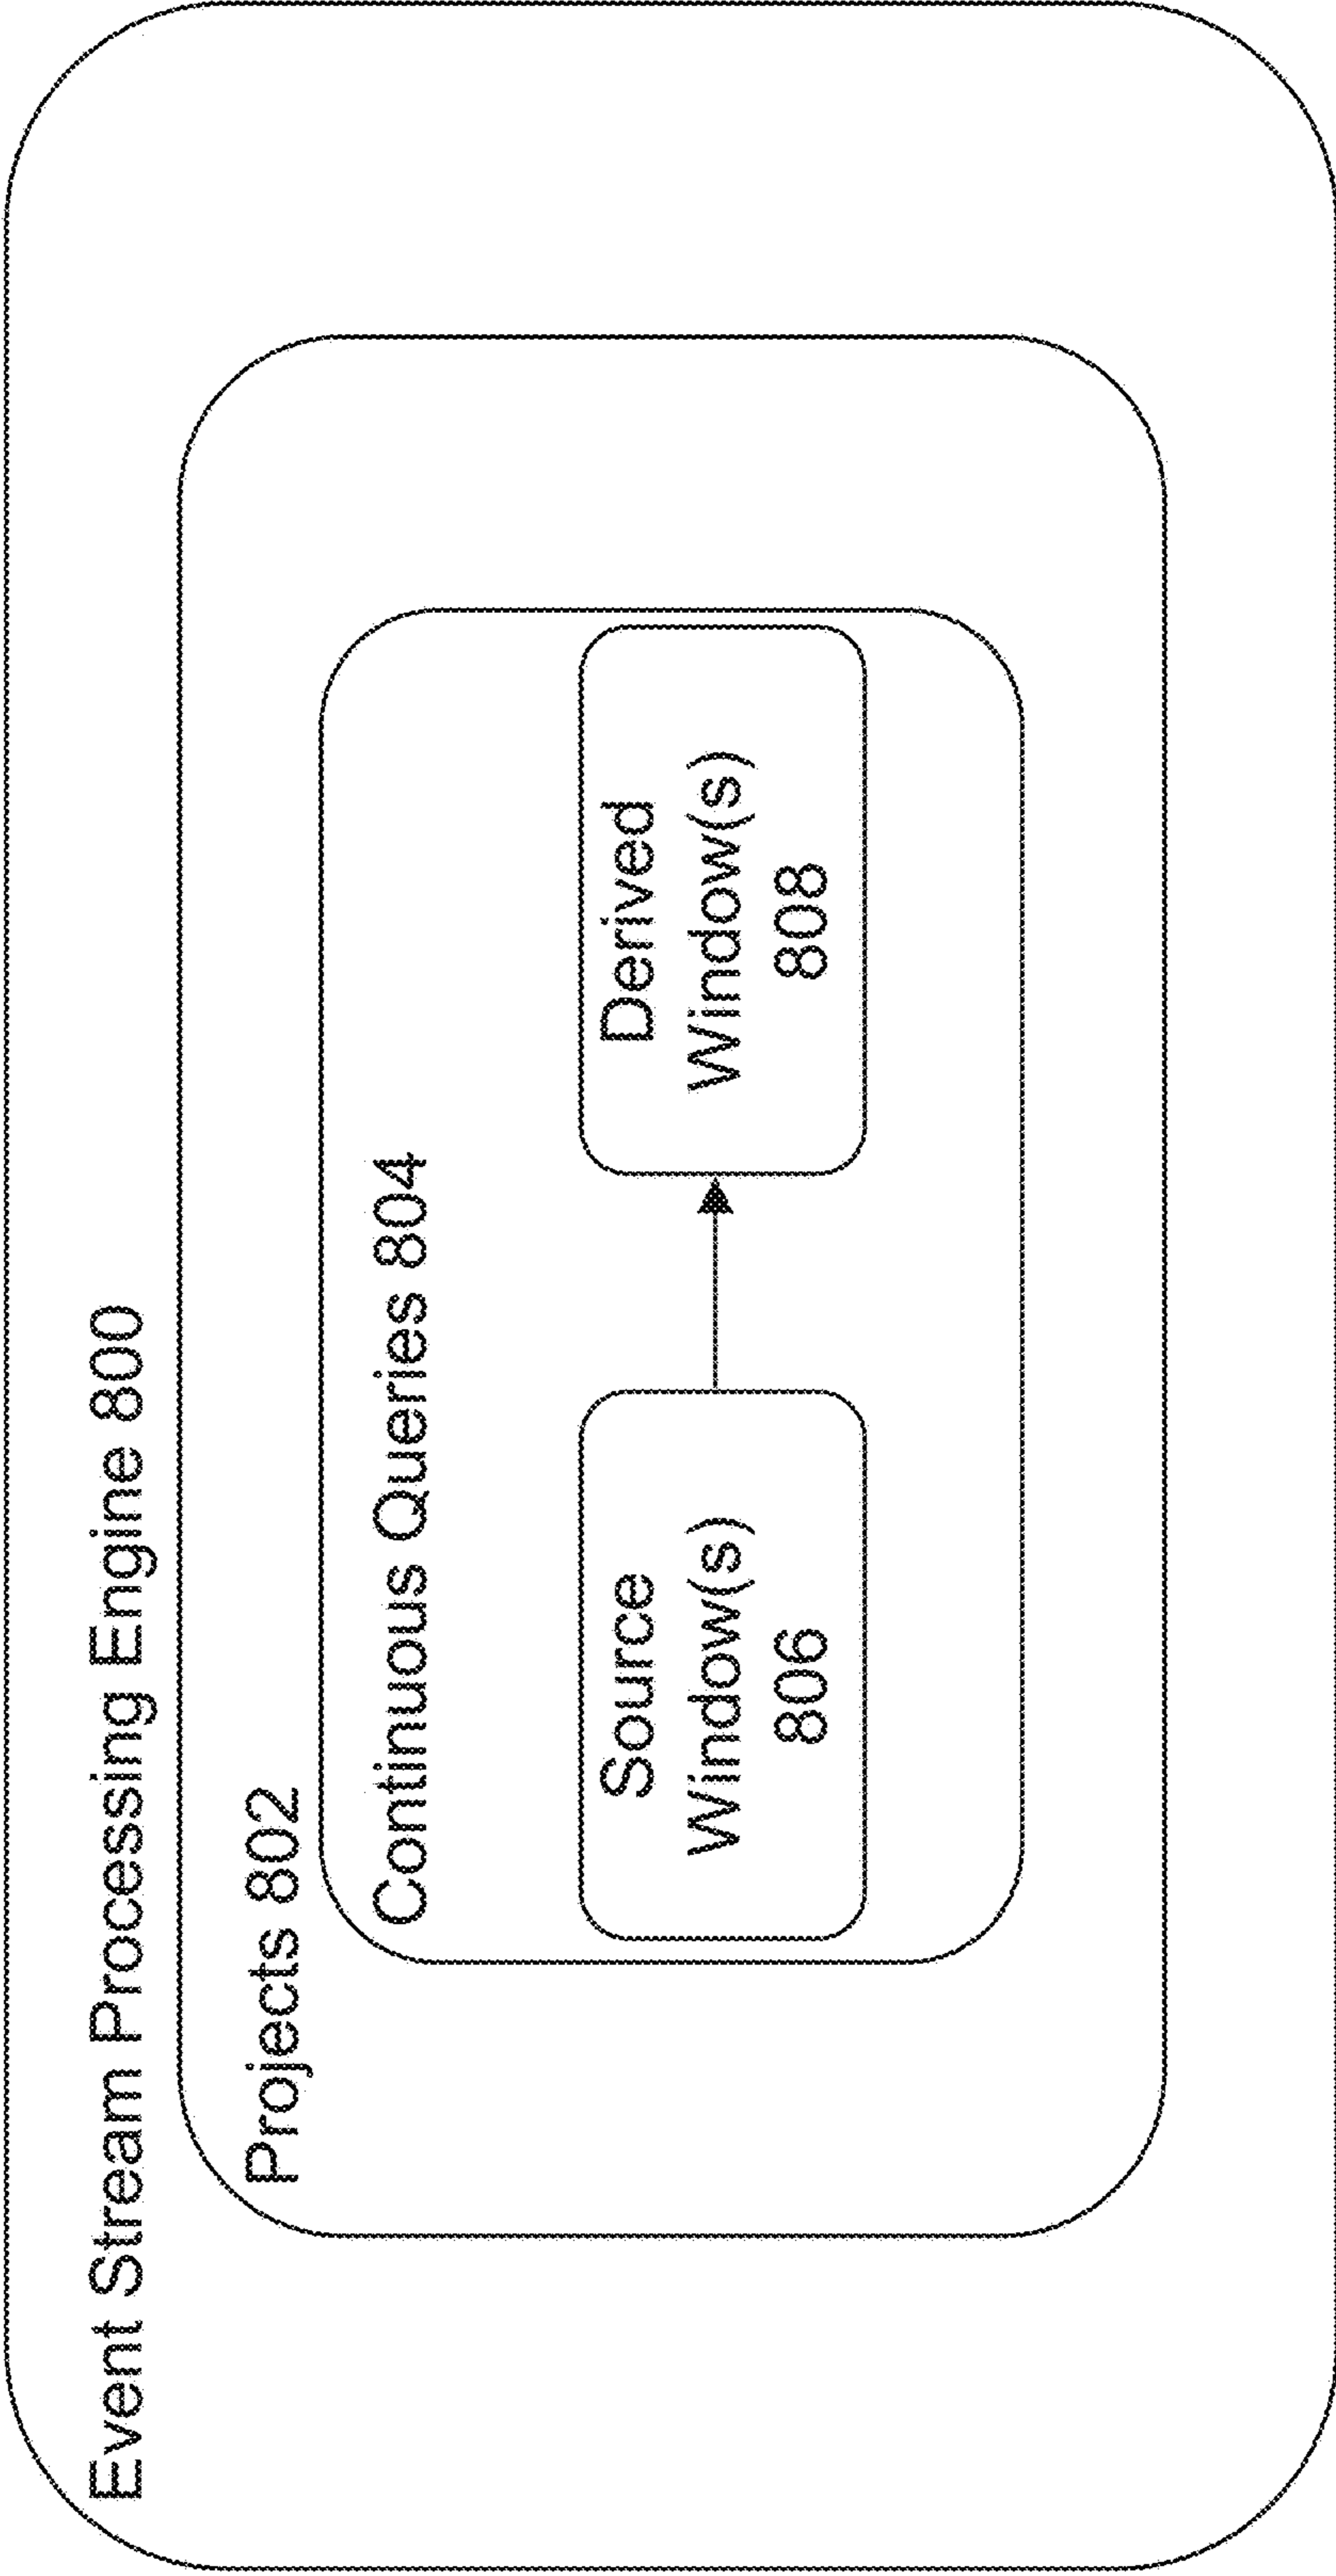 Event Stream Processing Engine 800
Projects 802
Continuous Queries 804
Source
Window(s)
806
Derived
Window(s)
808